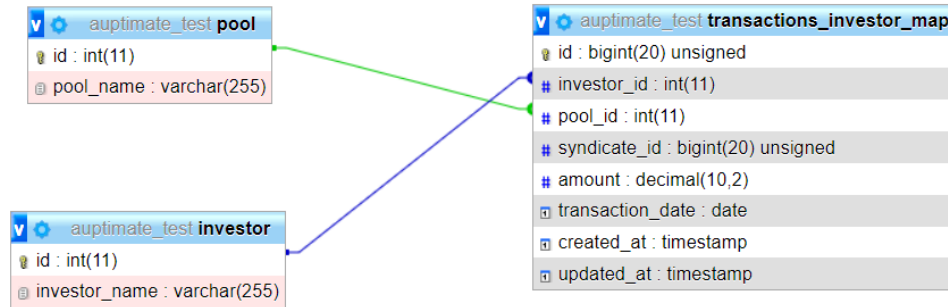 auptimate_test pool
id : int(11)
pool_name : varchar(255)
auptimate_test transactions_investor_map
id : bigint(20) unsigned
investor_id : int(11)
pool_id : int(11)
syndicate_id : bigint(20) unsigned
amount : decimal(10,2)
transaction_date : date
created_at : timestamp
updated_at : timestamp
auptimate_test investor
id : int(11)
investor_name : varchar(255)